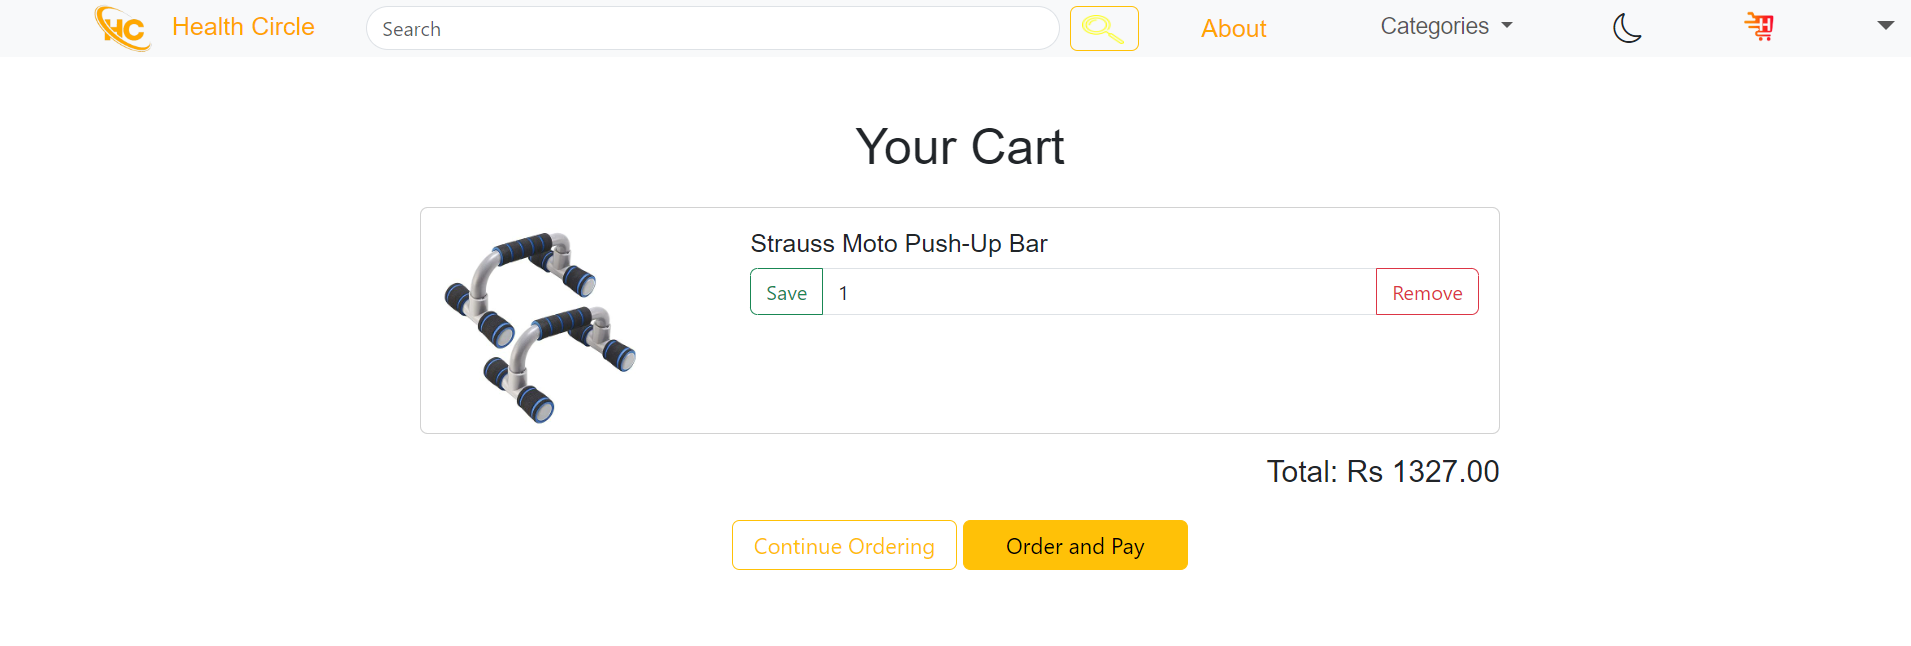 HC Health Circle Search About Categories H
Your Cart
Strauss Moto Push-Up Bar
Save 1 Remove
Total: Rs 1327.00
Continue Ordering Order and Pay